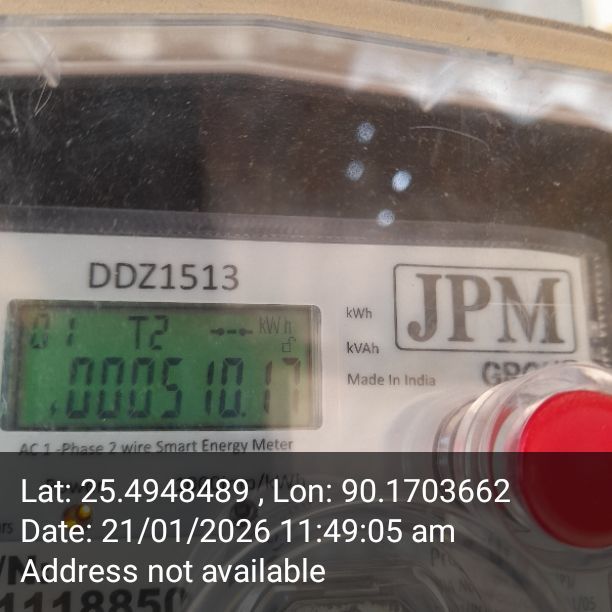 DDZ1513
JPM
kWh
kVAh
Made In India
01 T2 kWh
000510.17
AC 1 -Phase 2 wire Smart Energy Meter
Lat: 25.4948489 , Lon: 90.1703662
Date: 21/01/2026 11:49:05 am
Address not available